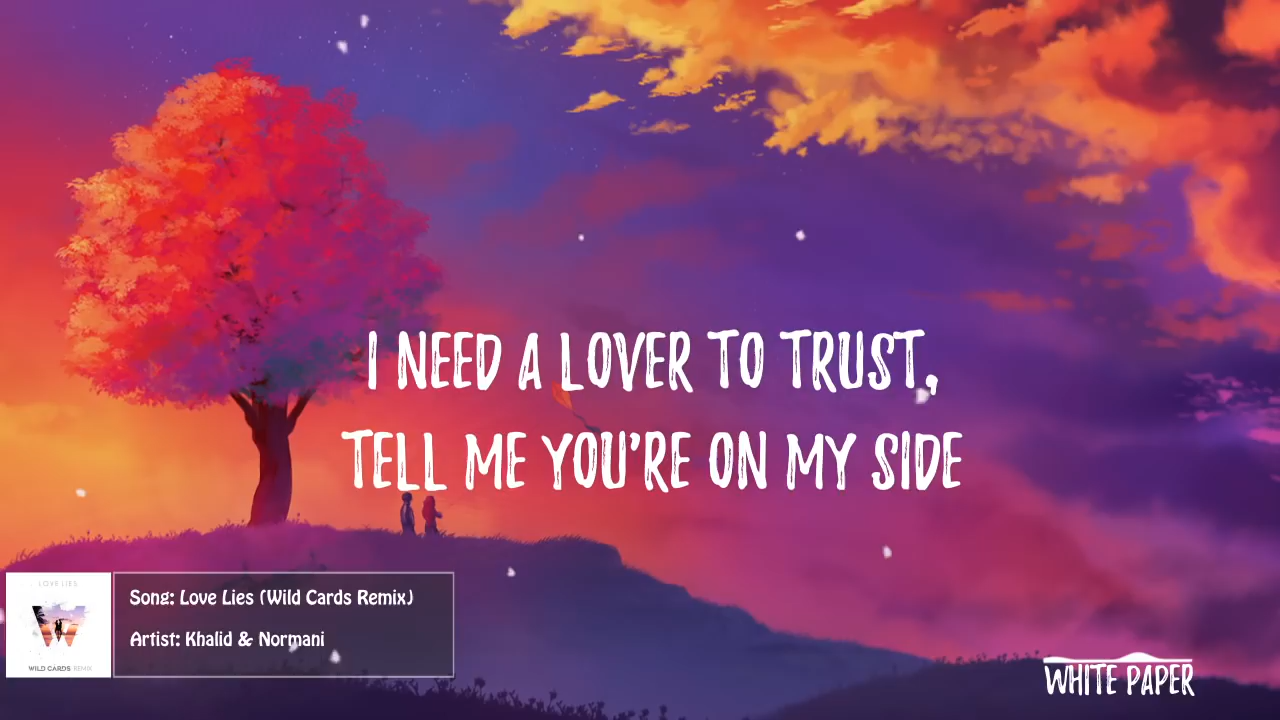 I NEED A LOVER TO TRUST,
TELL ME YOU'RE ON MY SIDE
LOVE LIES
W
WILD CARDS REMIX
Song: Love Lies (Wild Cards Remix)
Artist: Khalid & Normani
WHITE PAPER